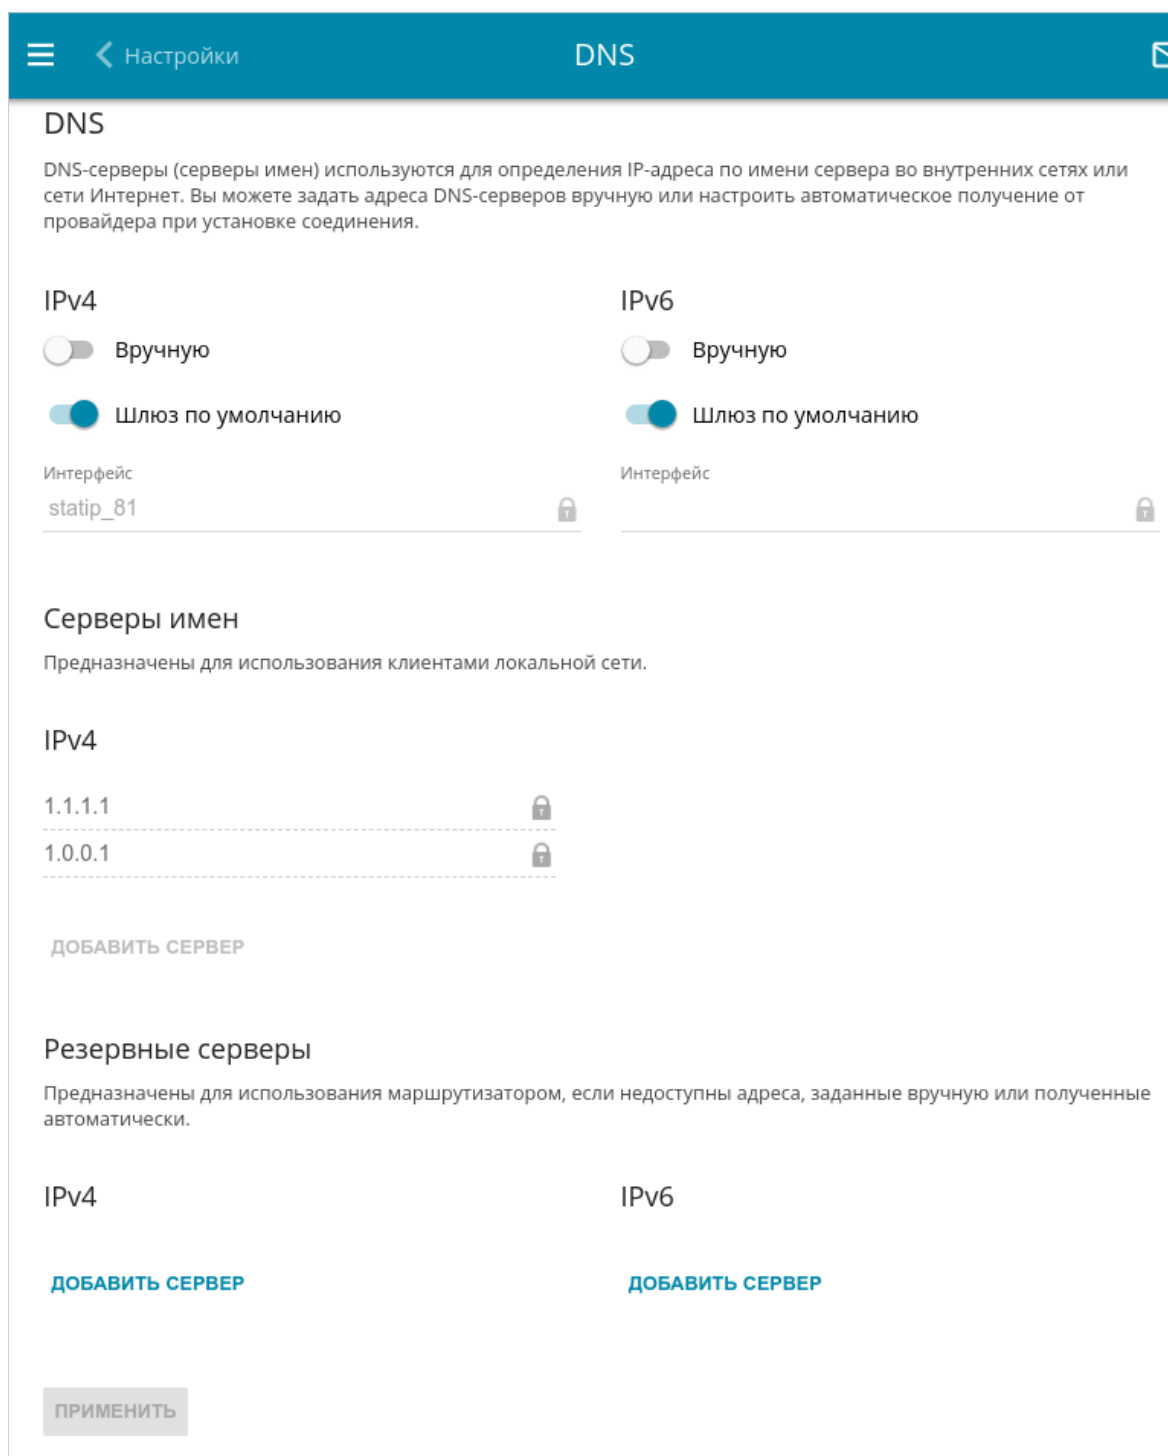 Настройки
DNS
DNS
DNS-серверы (серверы имен) используются для определения IP-адреса по имени сервера во внутренних сетях или
сети Интернет. Вы можете задать адреса DNS-серверов вручную или настроить автоматическое получение от
провайдера при установке соединения.
IPv4
IPv6
Вручную
Вручную
Шлюз по умолчанию
Шлюз по умолчанию
Интерфейс
Интерфейс
statip_81
Серверы имен
Предназначены для использования клиентами локальной сети.
IPv4
1.1.1.1
1.0.0.1
ДОБАВИТЬ СЕРВЕР
Резервные серверы
Предназначены для использования маршрутизатором, если недоступны адреса, заданные вручную или полученные
автоматически.
IPv4
IPv6
ДОБАВИТЬ СЕРВЕР
ДОБАВИТЬ СЕРВЕР
ПРИМЕНИТЬ